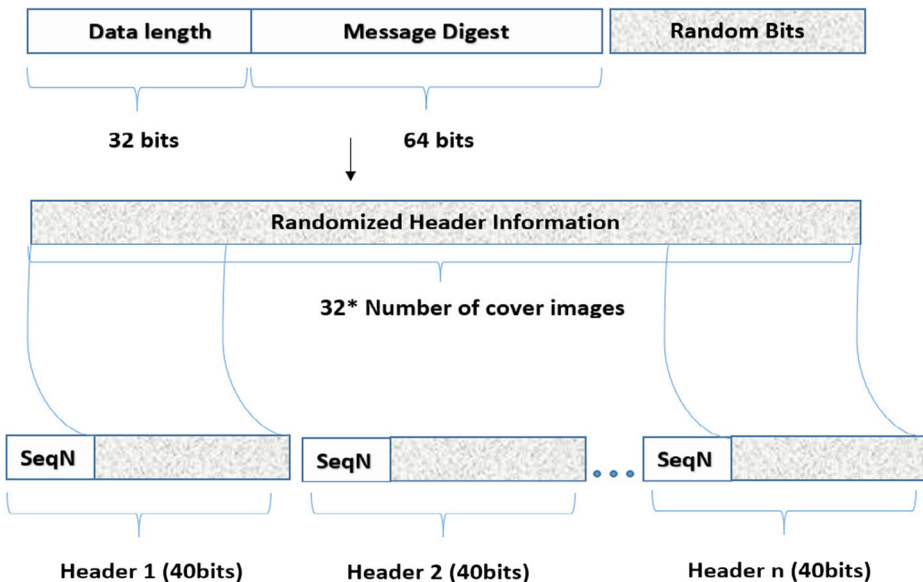 Data length Message Digest Random Bits
32 bits 64 bits
Randomized Header Information
32* Number of cover images
SeqN SeqN SeqN
Header 1 (40bits) Header 2 (40bits) Header n (40bits)